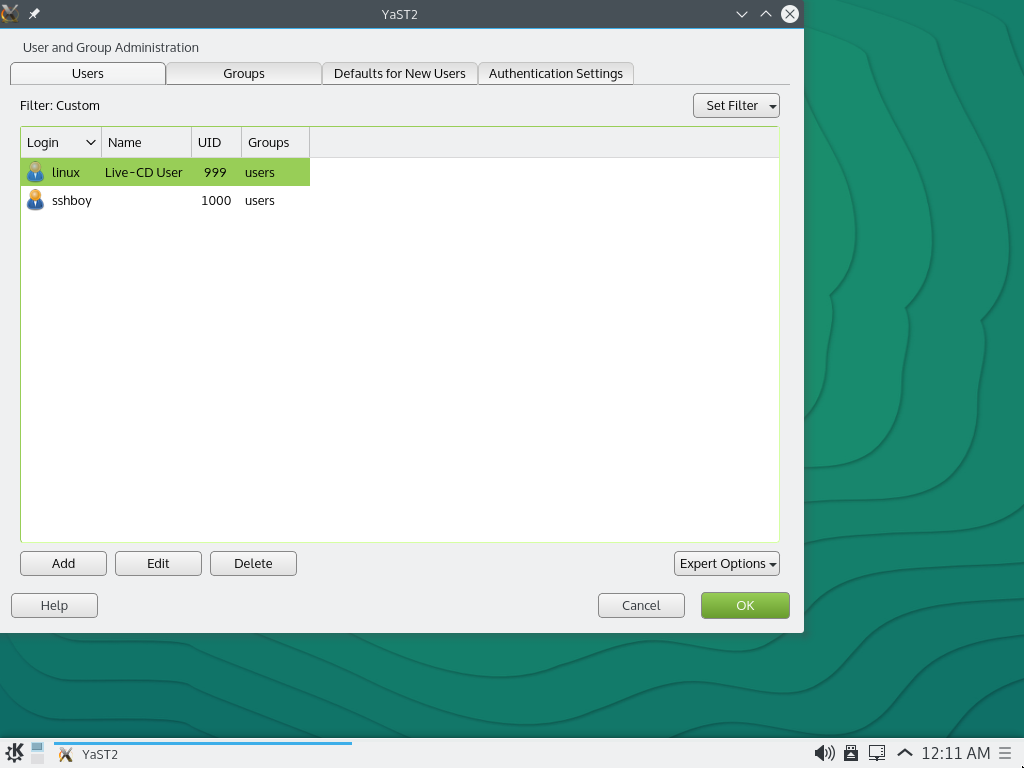 YaST2
User and Group Administration
Users Groups Defaults for New Users Authentication Settings
Filter: Custom Set Filter
Login Name UID Groups
linux Live-CD User 999 users
sshboy 1000 users
Add Edit Delete Expert Options
Help Cancel OK
YaST2 12:11 AM